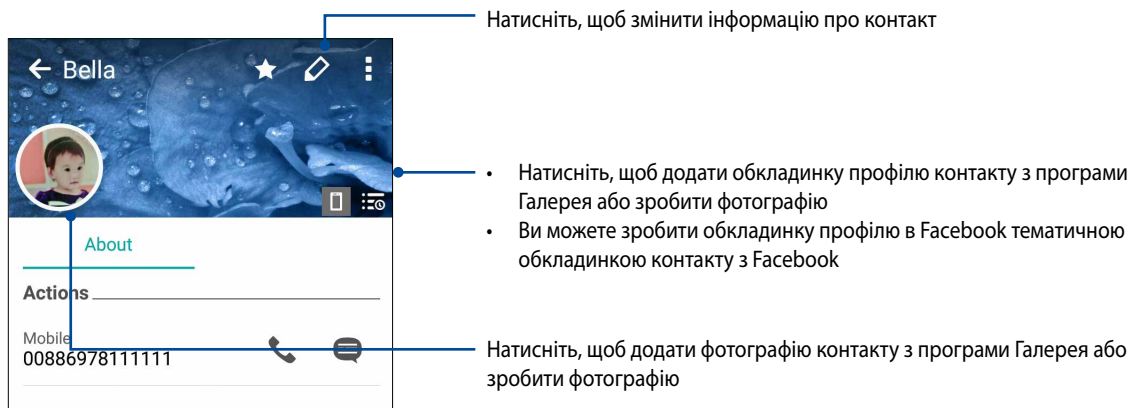 Натисніть, щоб змінити інформацію про контакт
Bella
• Натисніть, щоб додати обкладинку профілю контакту з програми
Галерея або зробити фотографію
• Ви можете зробити обкладинку профілю в Facebook тематичною
обкладинкою контакту з Facebook
About
Actions
Mobile
00886978111111
Натисніть, щоб додати фотографію контакту з програми Галерея або
зробити фотографію